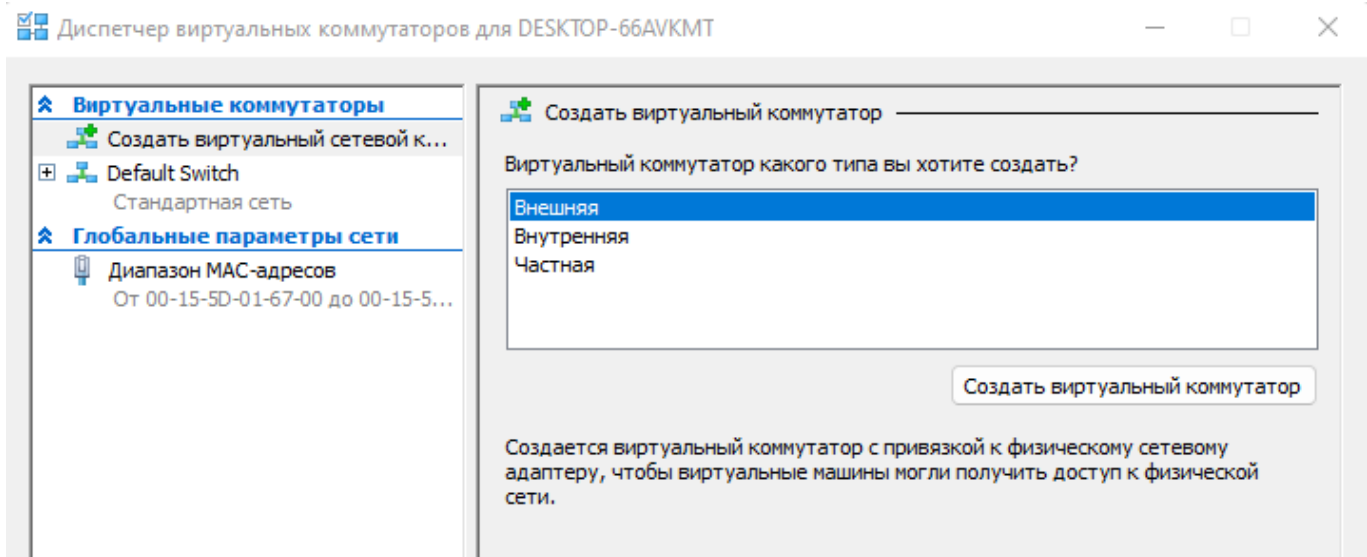 Диспетчер виртуальных коммутаторов для DESKTOP-66AVKMT
Виртуальные коммутаторы
Создать виртуальный сетевой к...
Default Switch
Стандартная сеть
Глобальные параметры сети
Диапазон MAC-адресов
От 00-15-5D-01-67-00 до 00-15-5...
Создать виртуальный коммутатор
Виртуальный коммутатор какого типа вы хотите создать?
Внешняя
Внутренняя
Частная
Создать виртуальный коммутатор
Создается виртуальный коммутатор с привязкой к физическому сетевому
адаптеру, чтобы виртуальные машины могли получить доступ к физической
сети.